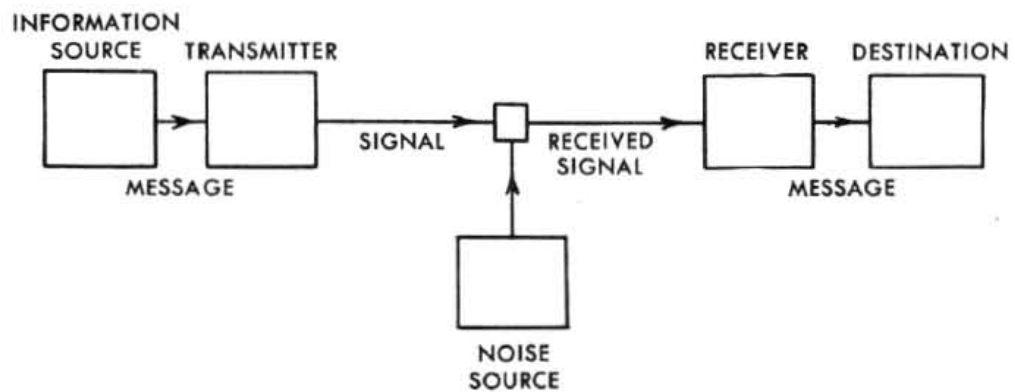 INFORMATION
SOURCE
TRANSMITTER
RECEIVER
DESTINATION
SIGNAL
RECEIVED
SIGNAL
MESSAGE
MESSAGE
NOISE
SOURCE